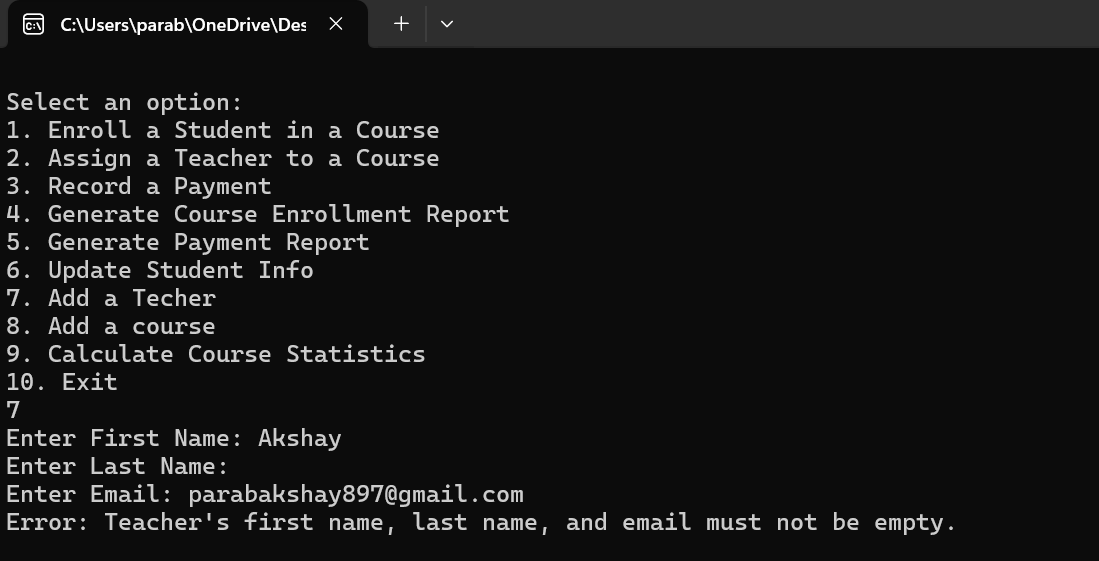 C:\Users\parab\OneDrive\Des
Select an option:
1. Enroll a Student in a Course
2. Assign a Teacher to a Course
3. Record a Payment
4. Generate Course Enrollment Report
5. Generate Payment Report
6. Update Student Info
7. Add a Techer
8. Add a course
9. Calculate Course Statistics
10. Exit
7
Enter First Name: Akshay
Enter Last Name:
Enter Email: parabakshay897@gmail.com
Error: Teacher's first name, last name, and email must not be empty.